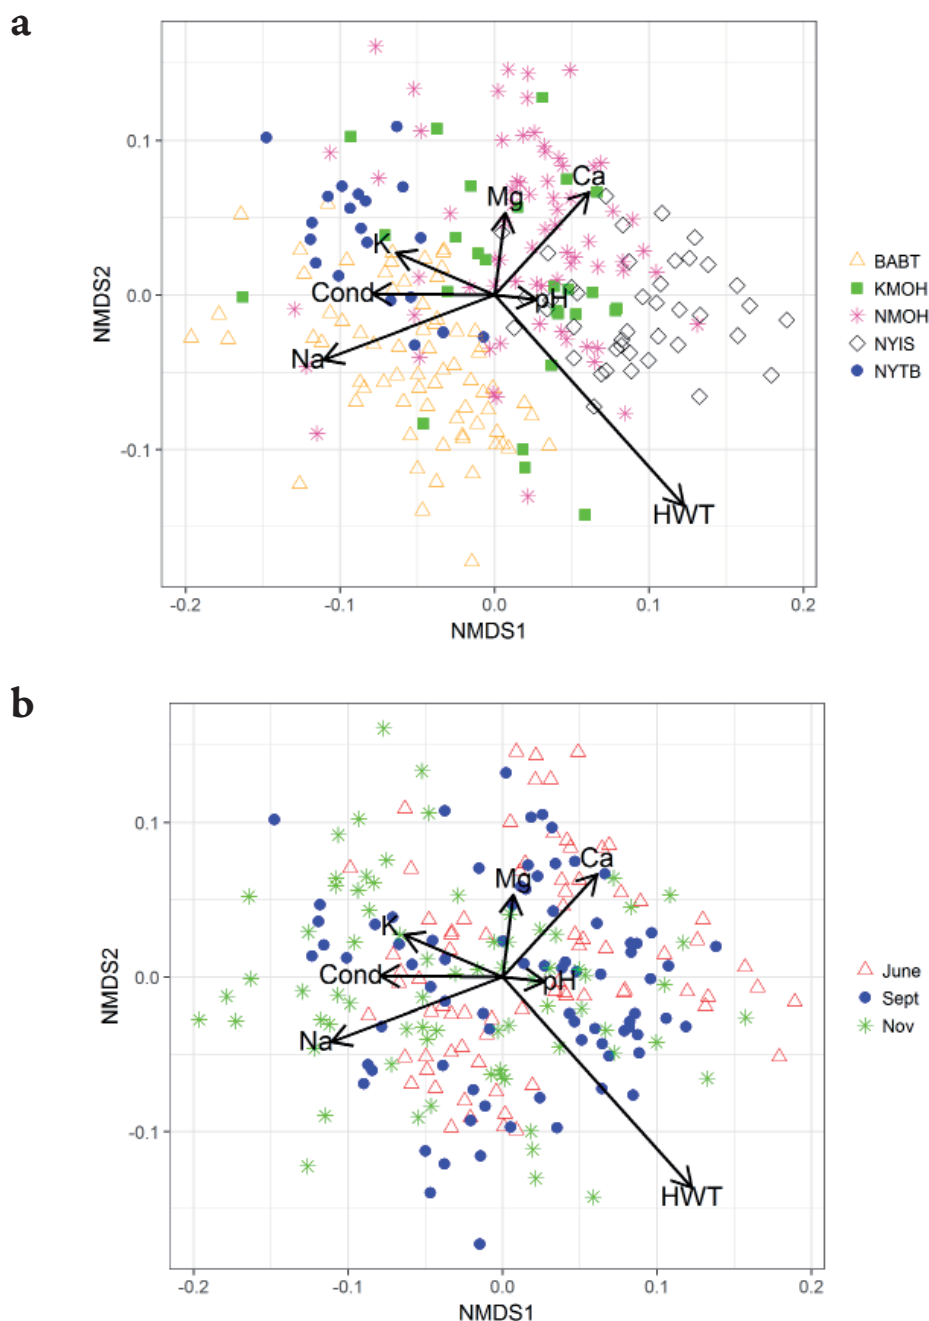 a
0.1
0.0
-0.1
NMDS2
Ca
Mg
K
Cond
pH
Na
HWT
BABT
KMOH
NMOH
NYIS
NYTB
-0.2 -0.1 0.0 0.1 0.2
NMDS1
b
0.1
0.0
-0.1
NMDS2
Ca
Mg
K
Cond
pH
Na
HWT
June
Sept
Nov
-0.2 -0.1 0.0 0.1 0.2
NMDS1